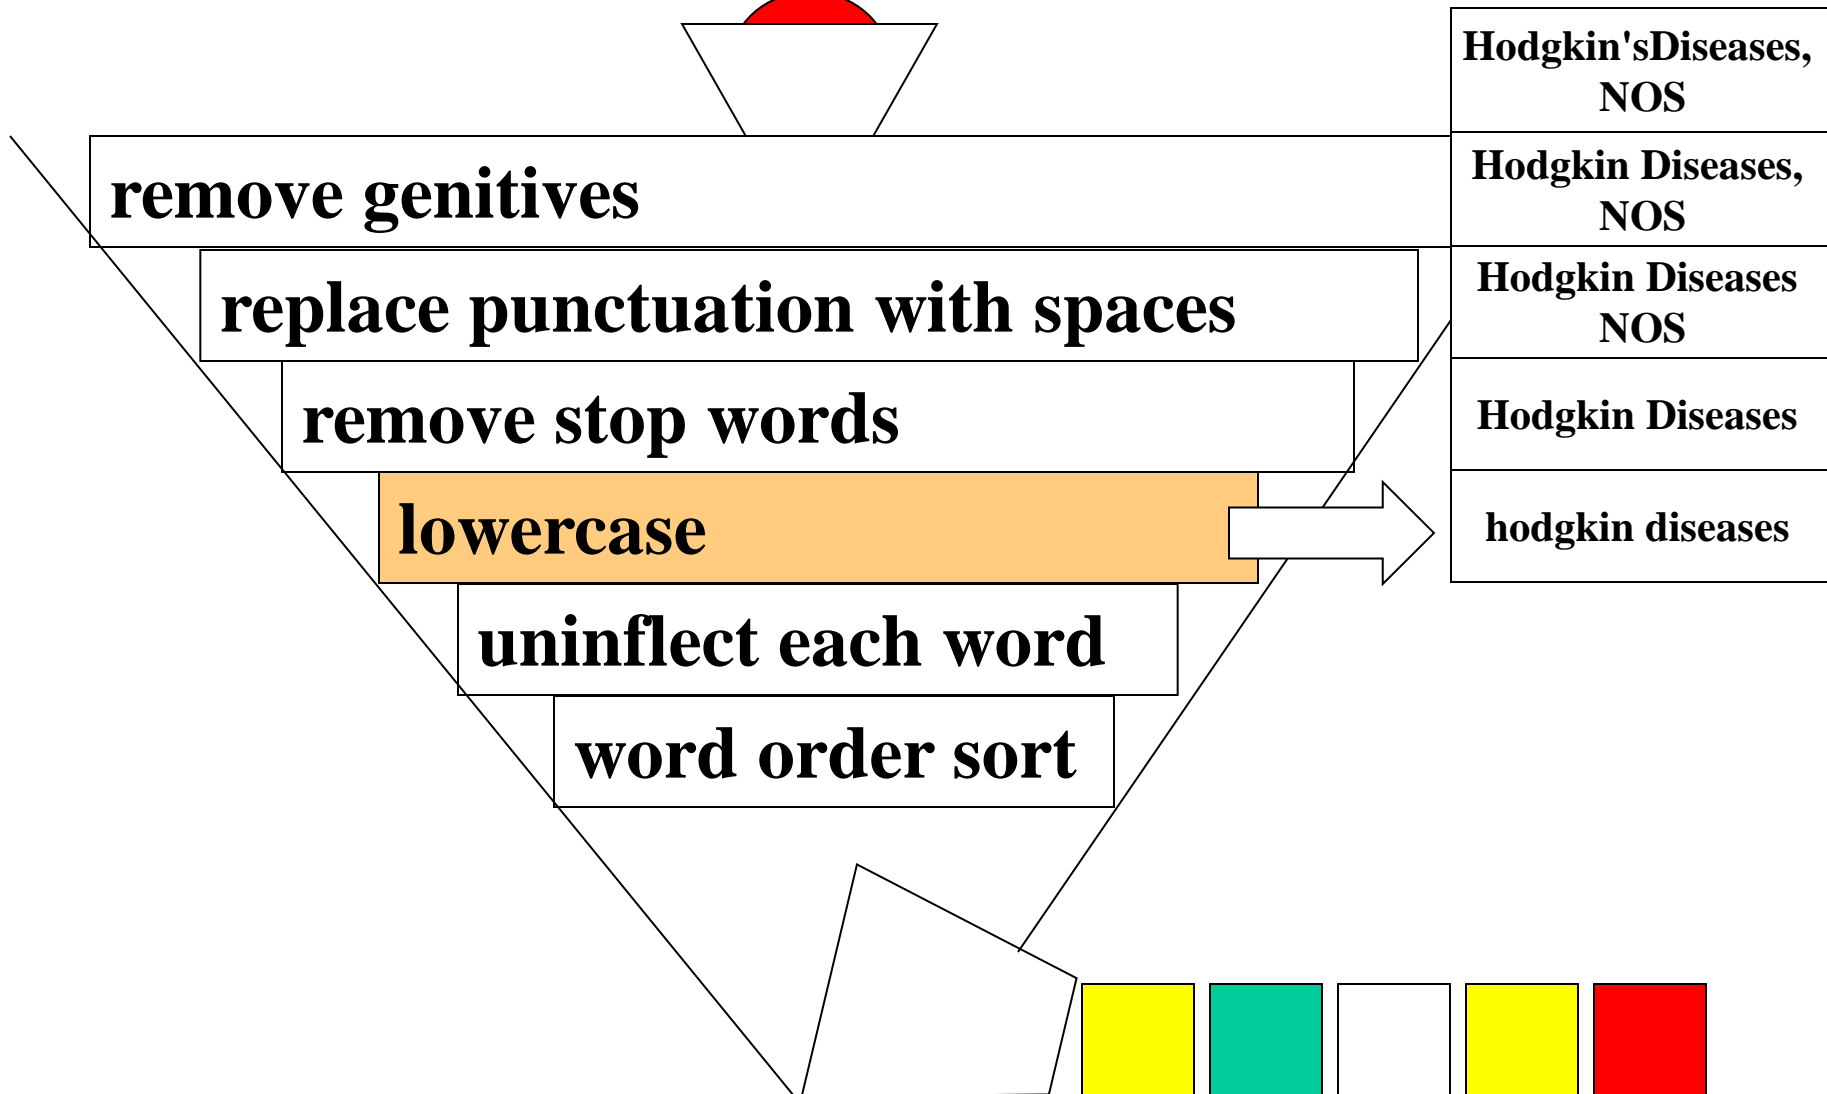 Hodgkin'sDiseases,
NOS
remove genitives
Hodgkin Diseases,
NOS
replace punctuation with spaces
Hodgkin Diseases
NOS
remove stop words
Hodgkin Diseases
lowercase
hodgkin diseases
uninflect each word
word order sort